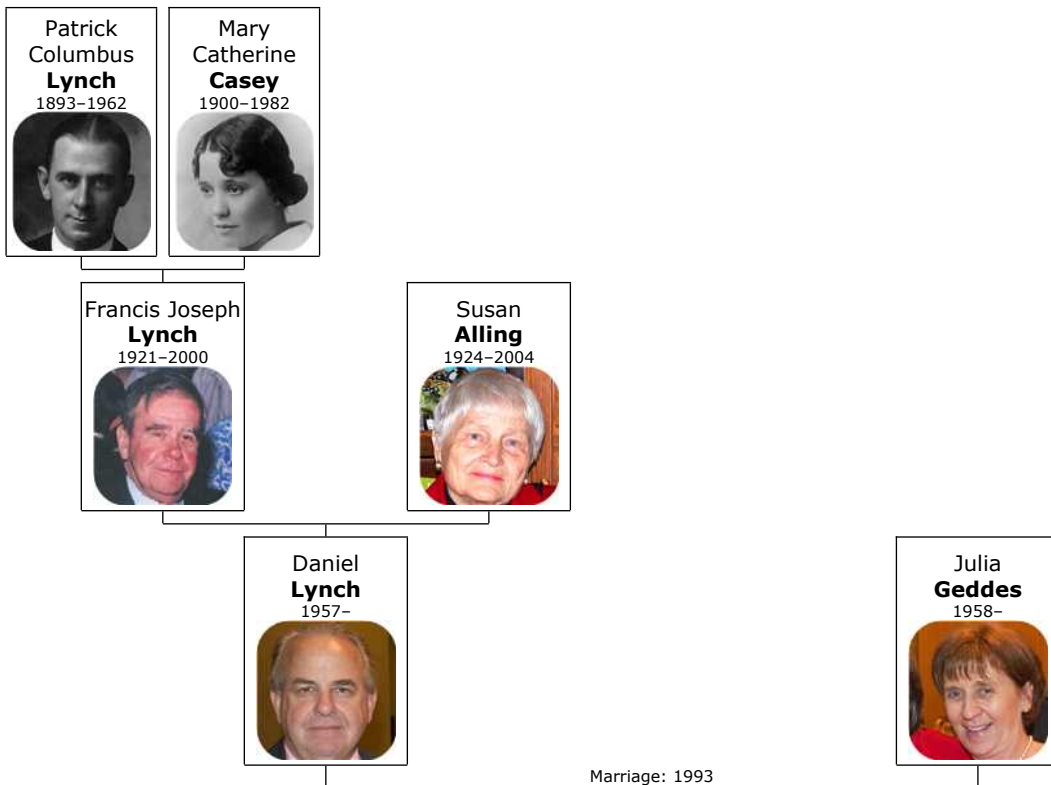 Patrick
Columbus
Lynch
1893–1962
Mary
Catherine
Casey
1900–1982
Francis Joseph
Lynch
1921–2000
Susan
Alling
1924–2004
Daniel
Lynch
1957–
Julia
Geddes
1958–
Marriage: 1993